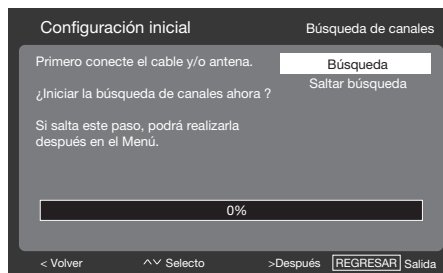 Configuración inicial
Búsqueda de canales
Primero conecte el cable y/o antena.
¿Iniciar la búsqueda de canales ahora ?
Si salta este paso, podrá realizarla
después en el Menú.
Búsqueda
Saltar búsqueda
0%
< Volver
^v Selecto
>Después
REGRESAR Salida